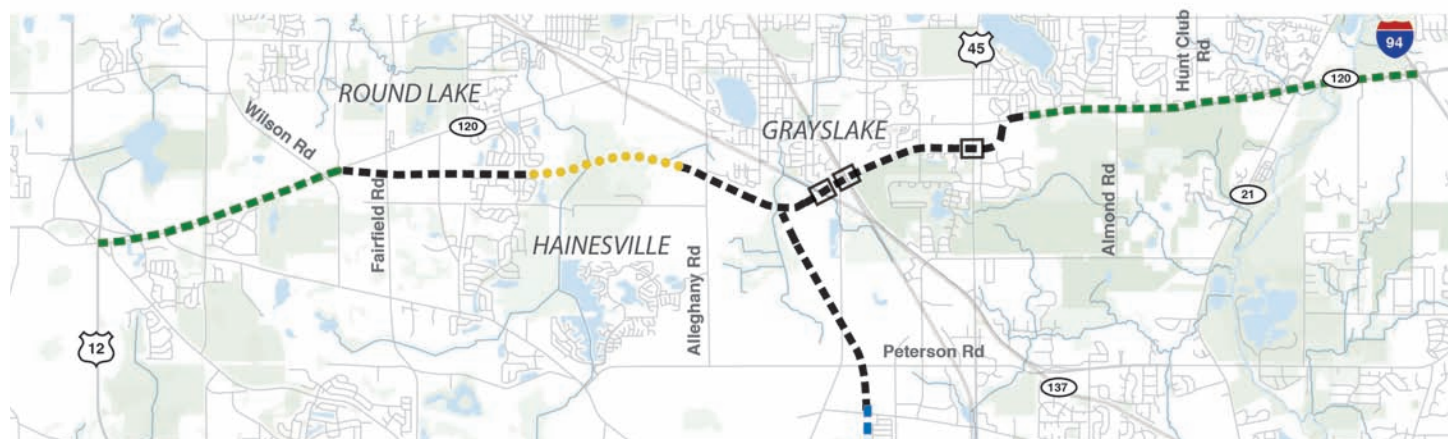 Hunt Club
Rd
45
94
120
ROUND LAKE
120
GRAYSLAKE
Wilson Rd
Fairfield Rd
Almond Rd
21
HAINESVILLE
Alleghany Rd
12
Peterson Rd
137